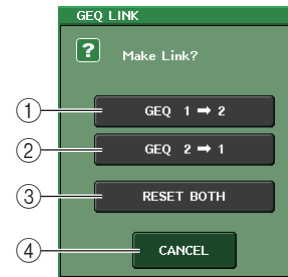 GEQ LINK
? Make Link?
① GEQ 1 ➡ 2
② GEQ 2 ➡ 1
③ RESET BOTH
④ CANCEL